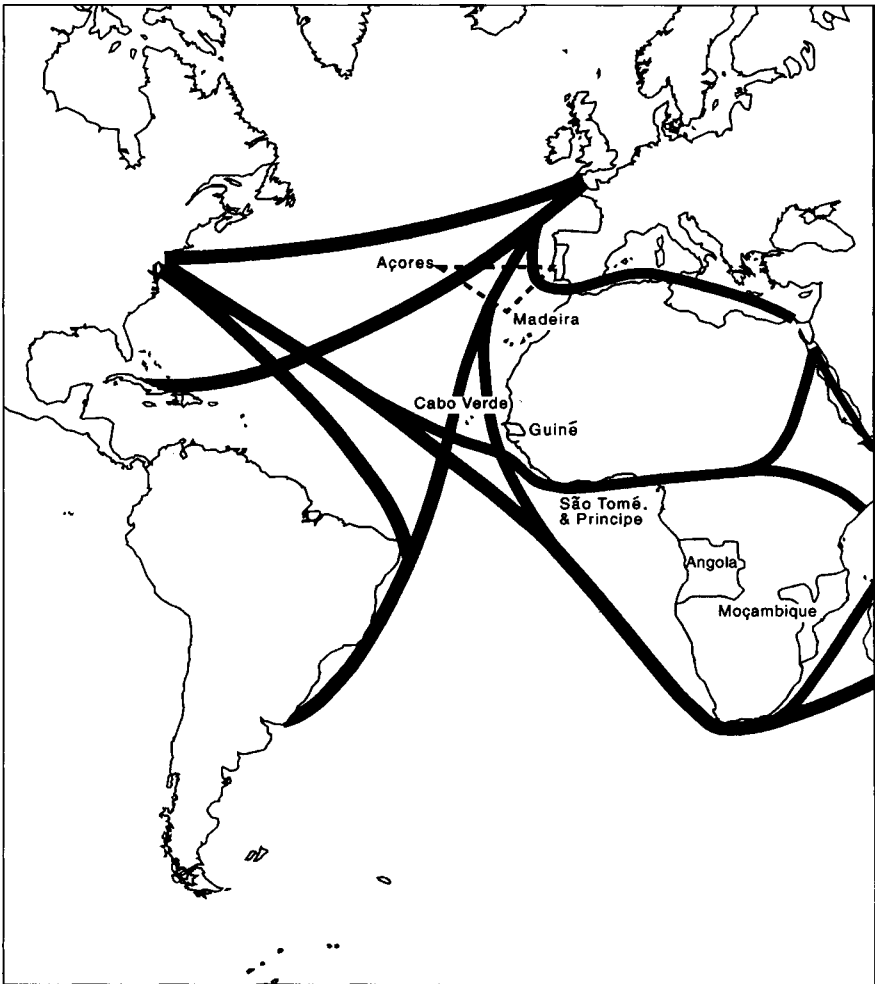 Açores
Madeira
Cabo Verde
Guiné
São Tomé.
& Principe
Angola
Moçambique